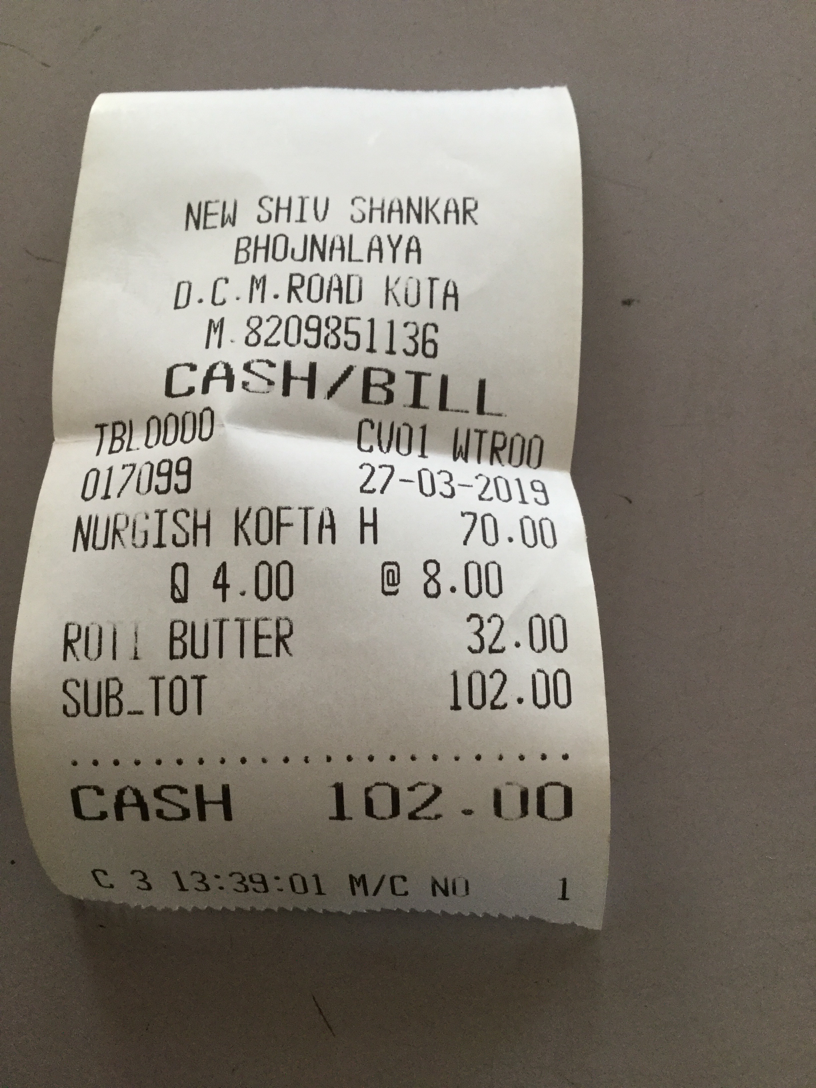 NEW SHIV SHANKAR
BHOJNALAYA
D.C.M.ROAD KOTA
M.8209851136
CASH/BILL
TBL0000 CV01 WTR00
017099 27-03-2019
NURGISH KOFTA H 70.00
Q 4.00 @ 8.00
ROTI BUTTER 32.00
SUB_TOT 102.00
..........................
CASH 102.00
C 3 13:39:01 M/C NO 1